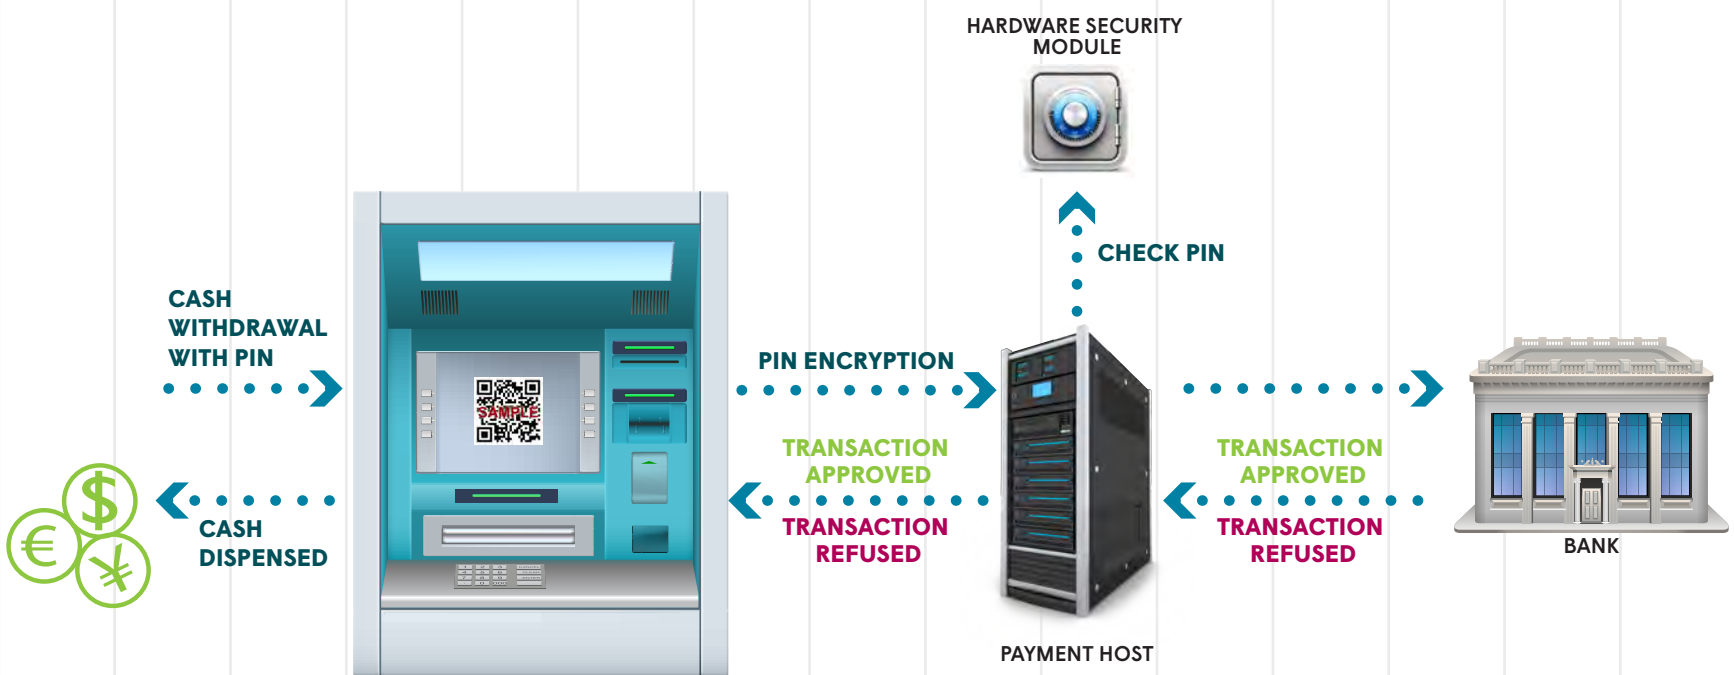 HARDWARE SECURITY
MODULE
CHECK PIN
CASH
WITHDRAWAL
WITH PIN
PIN ENCRYPTION
SAMPLE
TRANSACTION
APPROVED
TRANSACTION
REFUSED
TRANSACTION
APPROVED
TRANSACTION
REFUSED
CASH
DISPENSED
$
€
¥
BANK
PAYMENT HOST